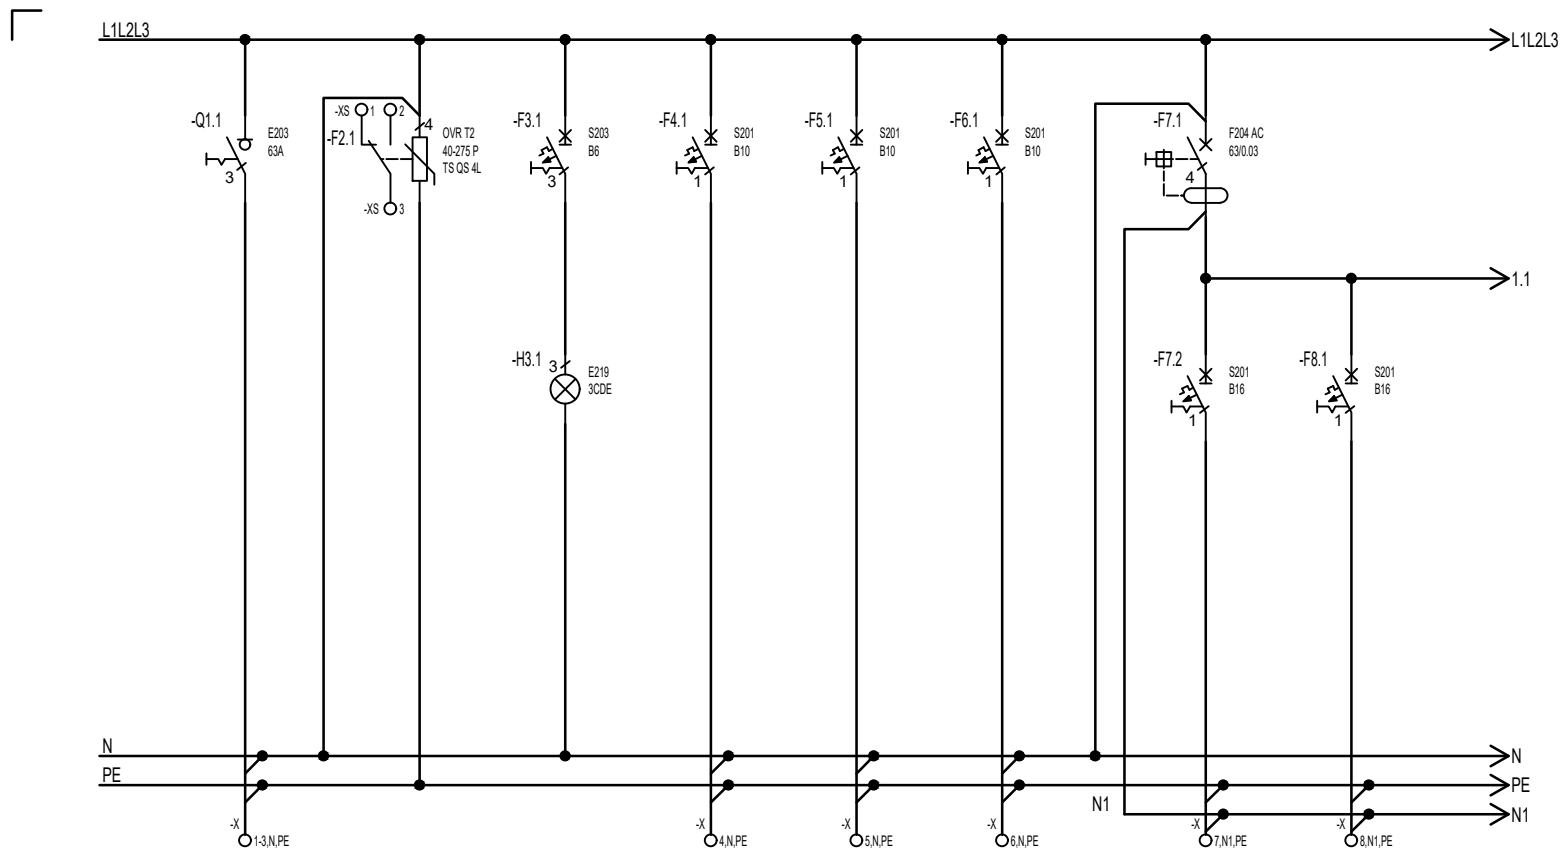 L1L2L3
L1L2L3
-Q1.1
E203
63A
3
-XS
1
2
-F2.1
4
OVR T2
40-275 P
TS QS 4L
-XS
3
-F3.1
S203
B6
3
-F4.1
S201
B10
1
-F5.1
S201
B10
1
-F6.1
S201
B10
1
-F7.1
F204 AC
63/0.03
4
1.1
-H3.1
3
E219
3CDE
-F7.2
S201
B16
1
-F8.1
S201
B16
1
N
N
PE
PE
N1
N1
-X
1-3,N,PE
-X
4,N,PE
-X
5,N,PE
-X
6,N,PE
-X
7,N1,PE
-X
8,N1,PE